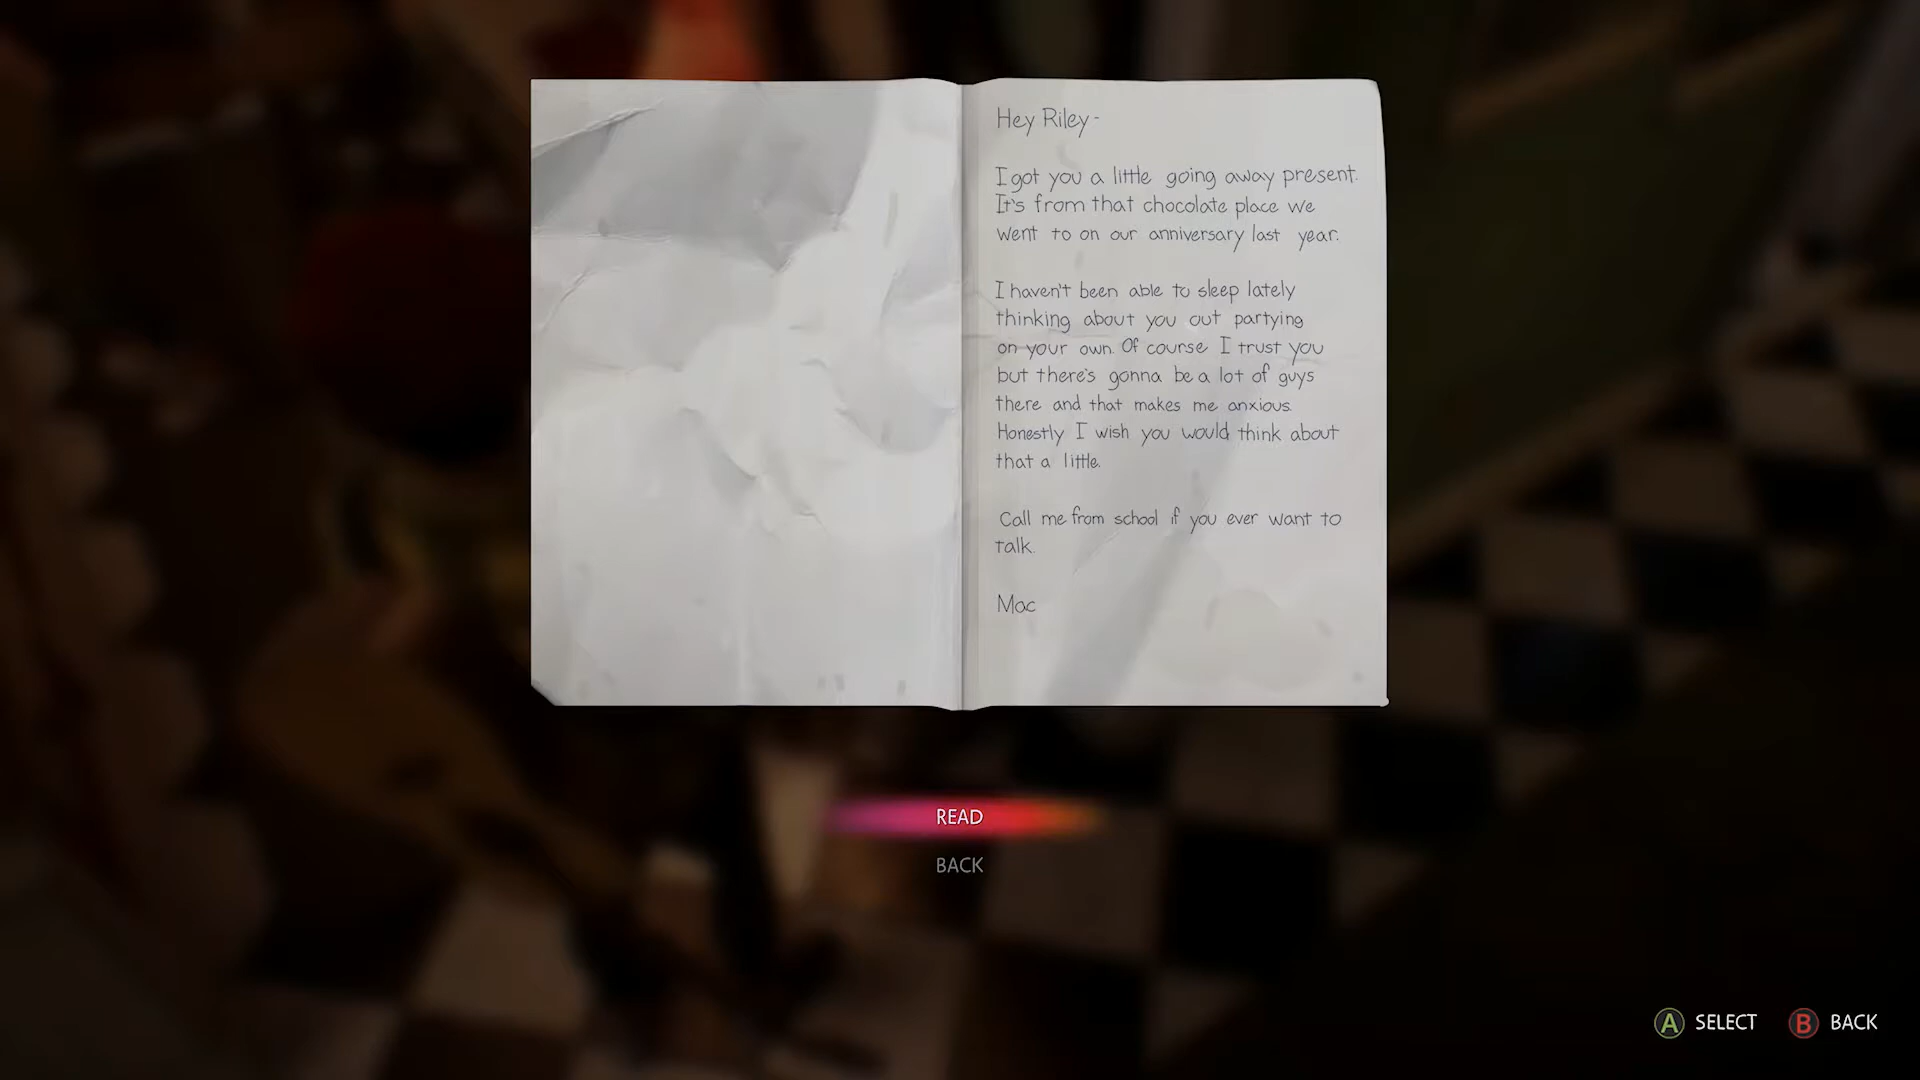 Hey Riley-
I got you a little going away present.
It's from that chocolate place we
went to on our anniversary last year.
I haven't been able to sleep lately
thinking about you out partying
on your own. Of course I trust you
but there's gonna be a lot of guys
there and that makes me anxious.
Honestly I wish you would think about
that a little.
Call me from school if you ever want to
talk.
Mac
READ
BACK
A SELECT B BACK